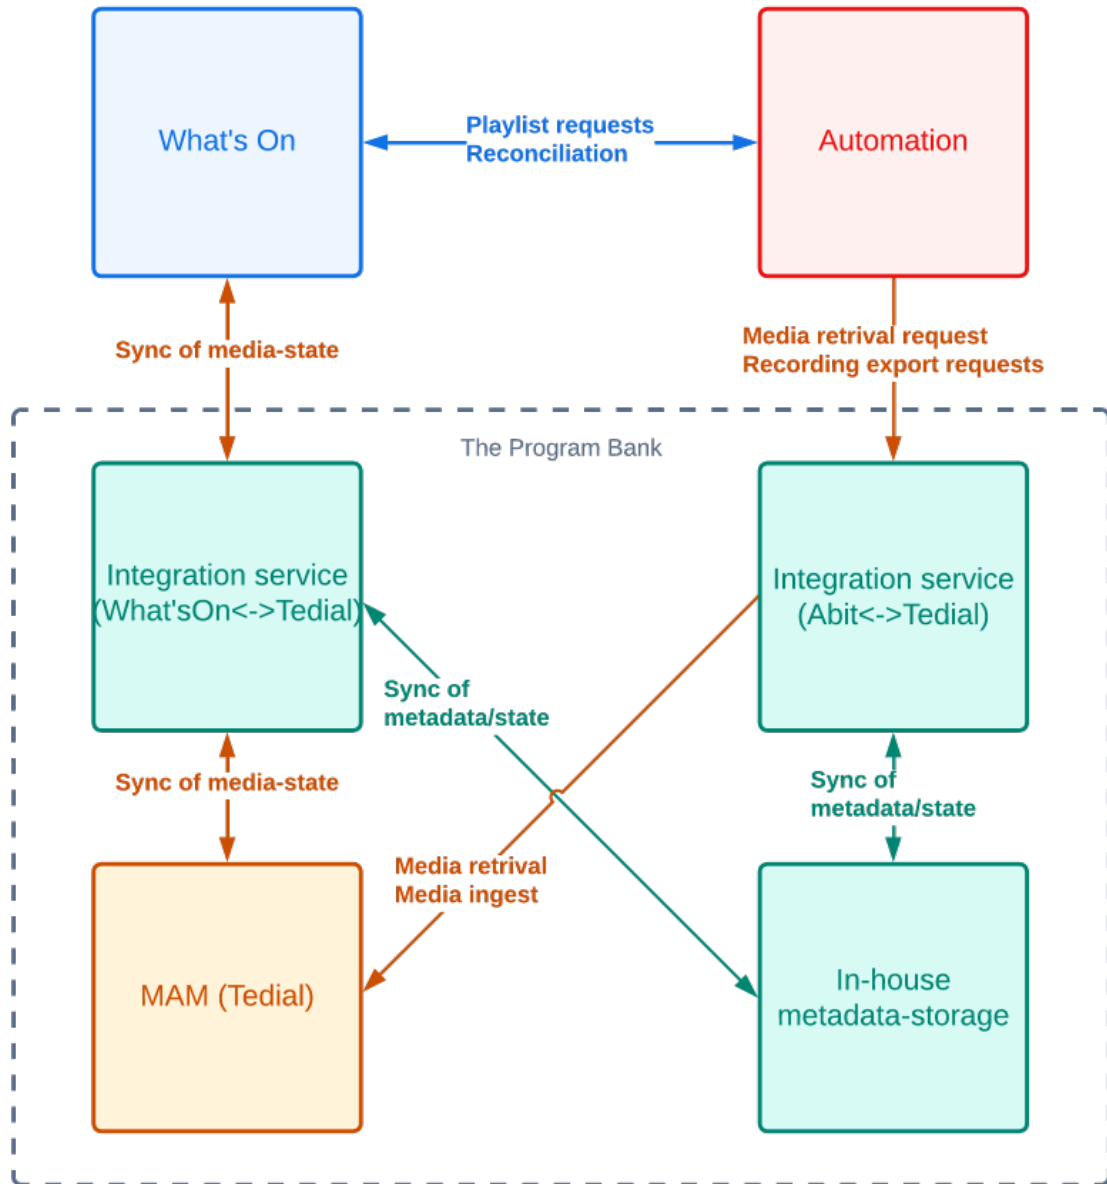 What's On
Playlist requests
Reconciliation
Automation
Sync of media-state
Media retrival request
Recording export requests
The Program Bank
Integration service
(What'sOn<->Tedial)
Integration service
(Abit<->Tedial)
Sync of
metadata/state
Sync of media-state
Sync of
metadata/state
Media retrival
Media ingest
MAM (Tedial)
In-house
metadata-storage